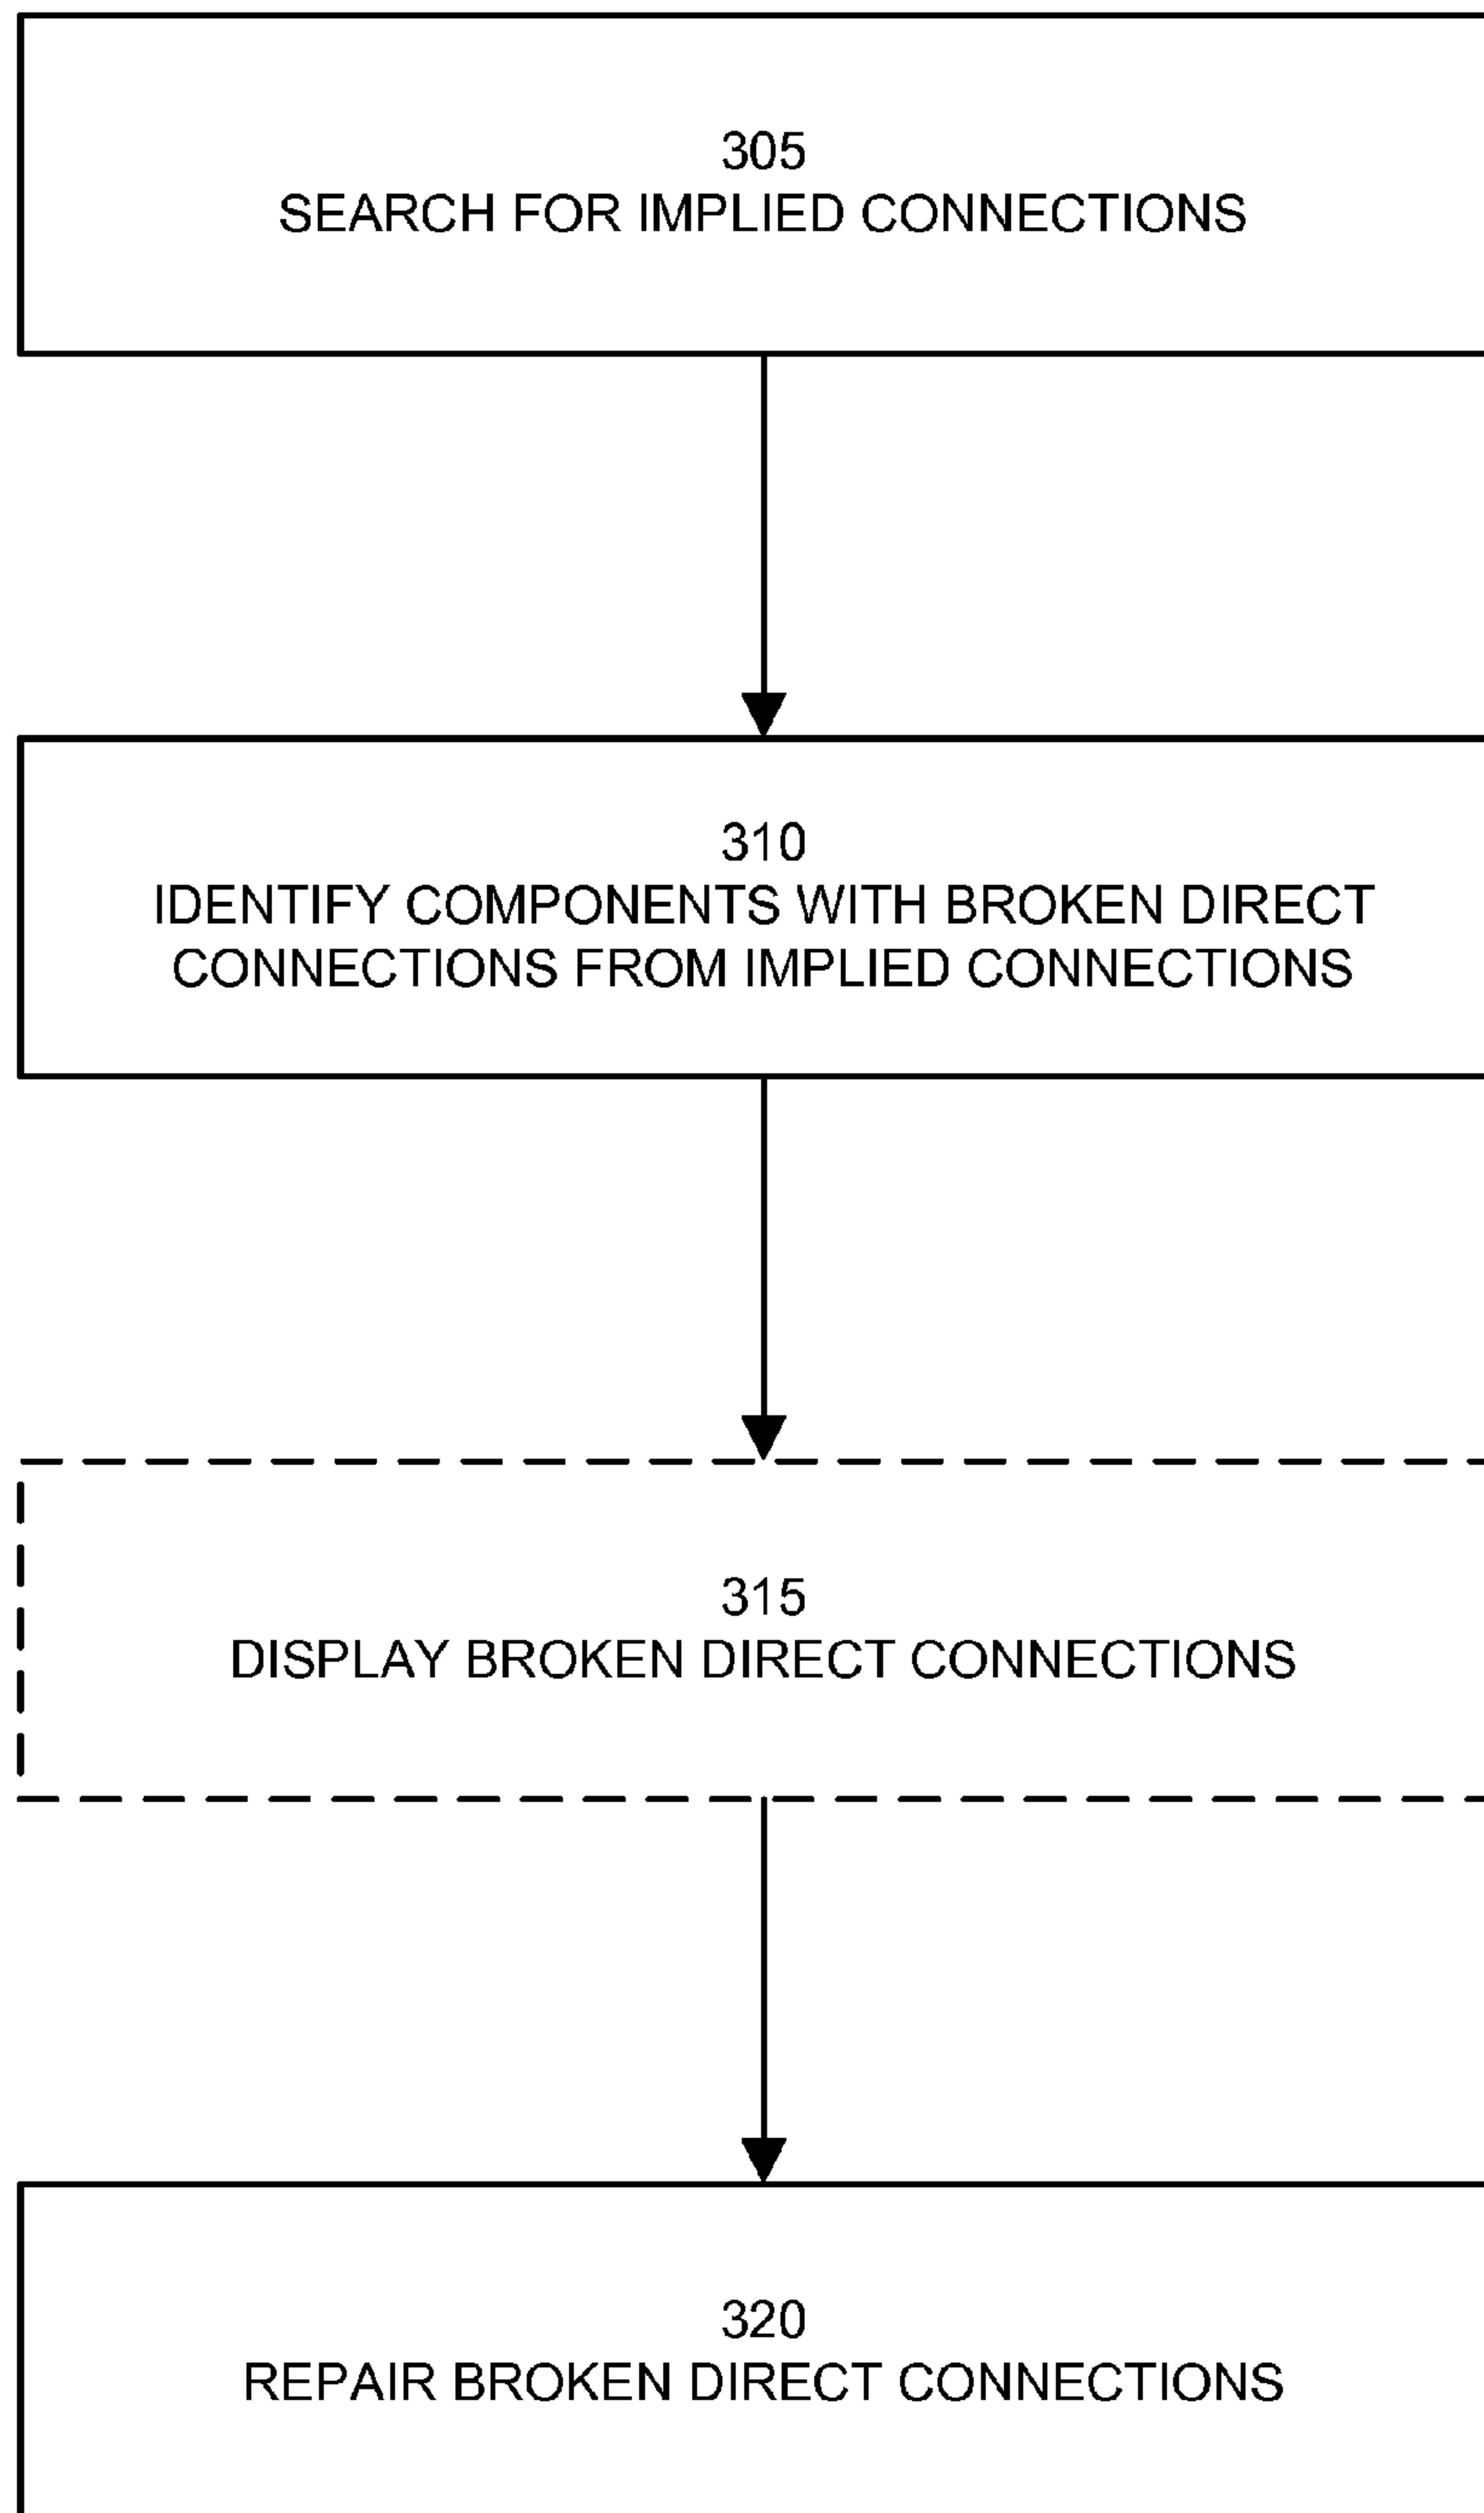 305
SEARCH FOR IMPLIED CONNECTIONS
310
IDENTIFY COMPONENTS WITH BROKEN DIRECT
CONNECTIONS FROM IMPLIED CONNECTIONS
315
DISPLAY BROKEN DIRECT CONNECTIONS
320
REPAIR BROKEN DIRECT CONNECTIONS